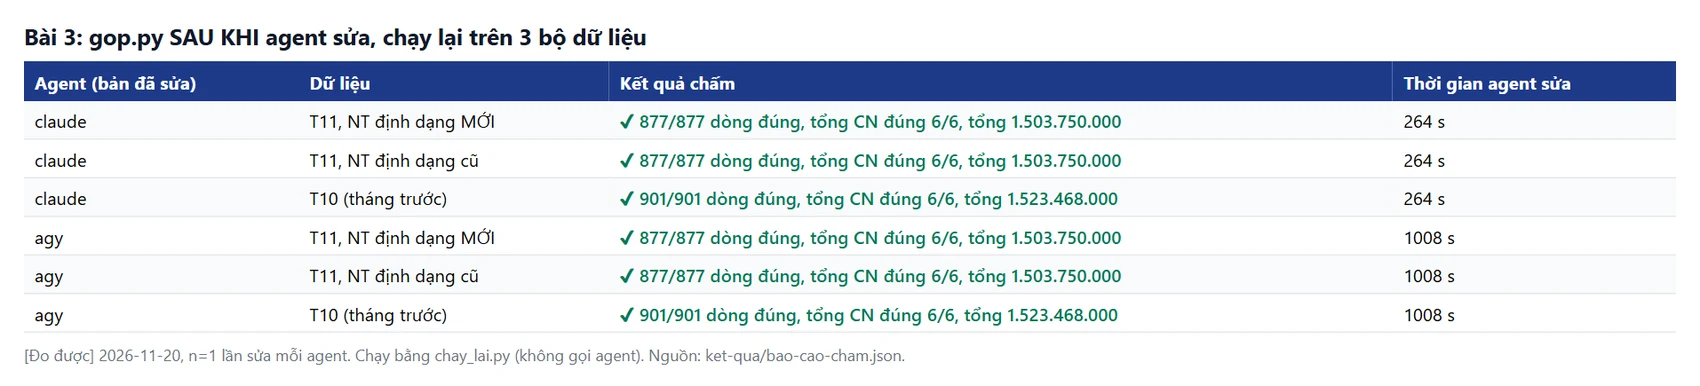 Bài 3: gop.py SAU KHI agent sửa, chạy lại trên 3 bộ dữ liệu
Agent (bản đã sửa) Dữ liệu Kết quả chấm Thời gian agent sửa
claude T11, NT định dạng MỚI ✓ 877/877 dòng đúng, tổng CN đúng 6/6, tổng 1.503.750.000 264 s
claude T11, NT định dạng cũ ✓ 877/877 dòng đúng, tổng CN đúng 6/6, tổng 1.503.750.000 264 s
claude T10 (tháng trước) ✓ 901/901 dòng đúng, tổng CN đúng 6/6, tổng 1.523.468.000 264 s
agy T11, NT định dạng MỚI ✓ 877/877 dòng đúng, tổng CN đúng 6/6, tổng 1.503.750.000 1008 s
agy T11, NT định dạng cũ ✓ 877/877 dòng đúng, tổng CN đúng 6/6, tổng 1.503.750.000 1008 s
agy T10 (tháng trước) ✓ 901/901 dòng đúng, tổng CN đúng 6/6, tổng 1.523.468.000 1008 s
[Đo được] 2026-11-20, n=1 lần sửa mỗi agent. Chạy bằng chay_lai.py (không gọi agent). Nguồn: ket-qua/bao-cao-cham.json.